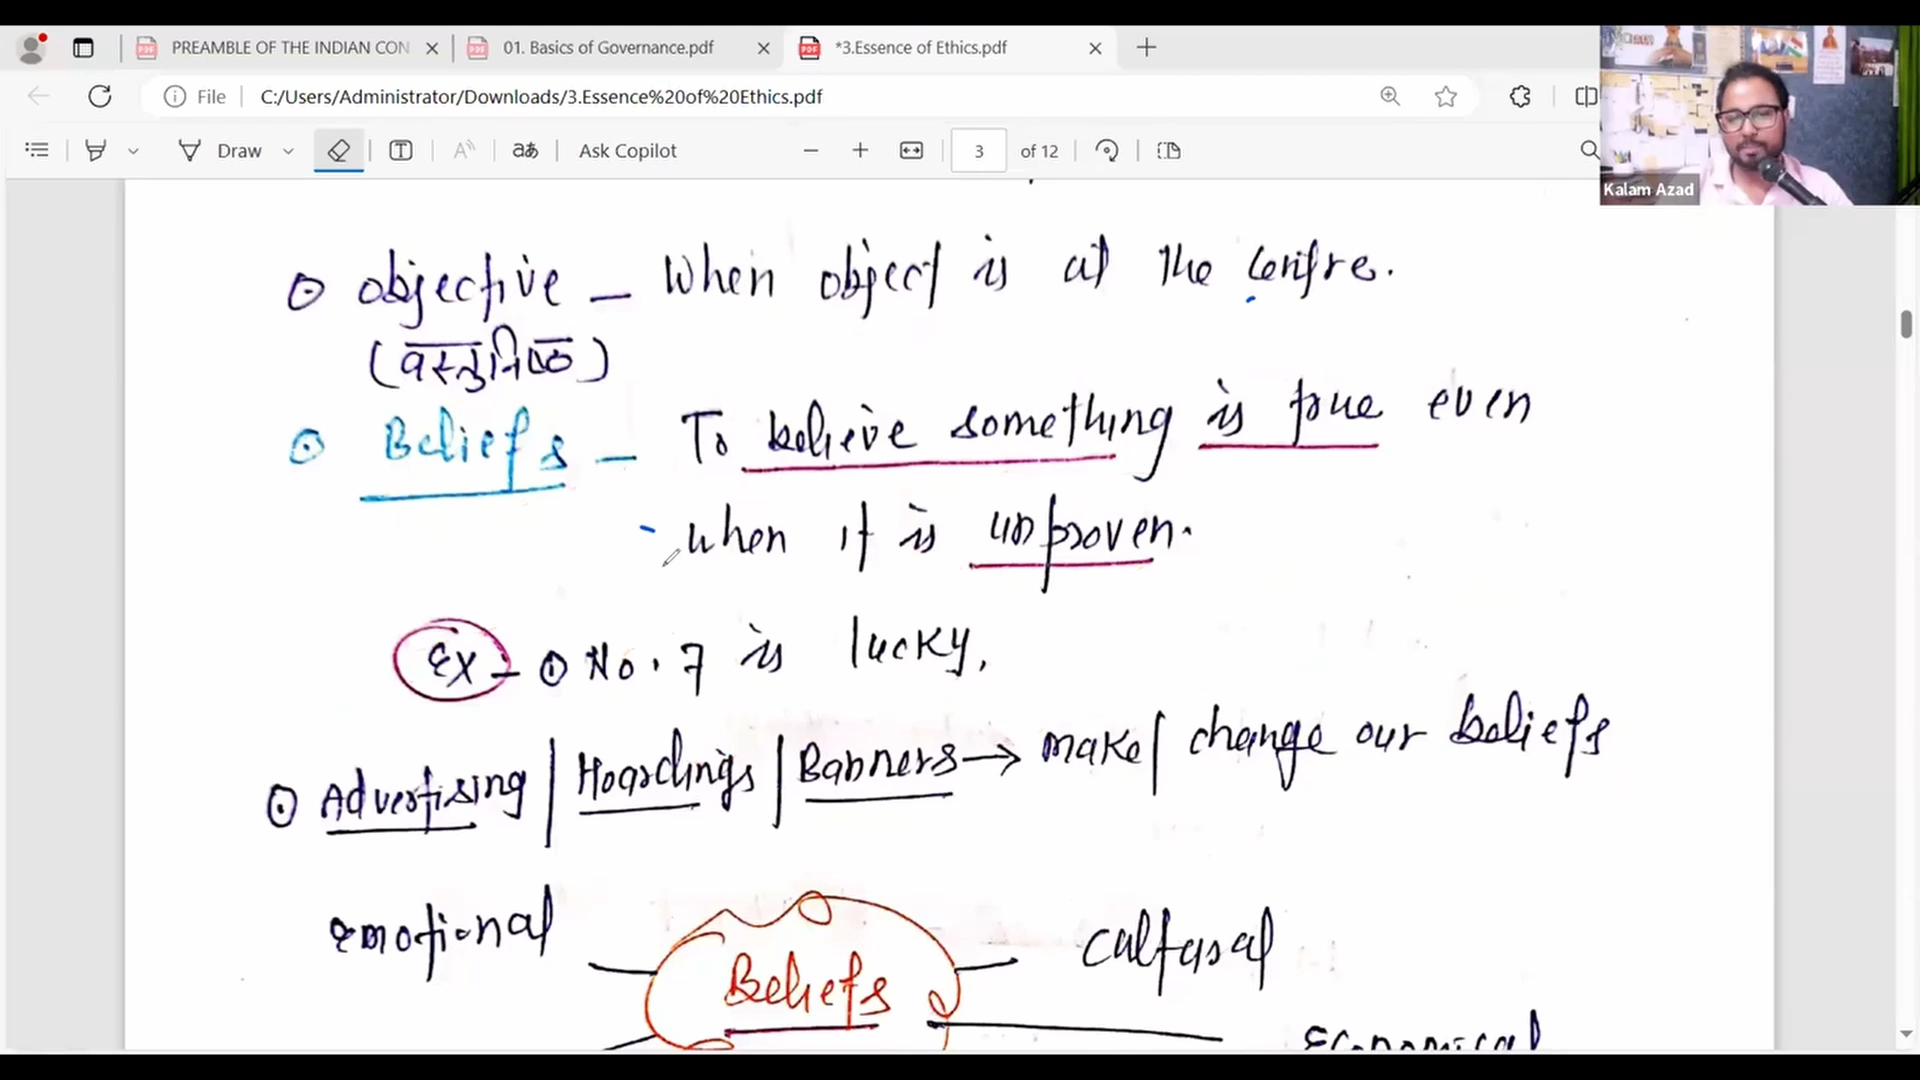 PREAMBLE OF THE INDIAN CON
01. Basics of Governance.pdf
*3.Essence of Ethics.pdf
File C:/Users/Administrator/Downloads/3.Essence%20of%20Ethics.pdf
Draw
Ask Copilot
3 of 12
Kalam Azad
objective – when object is at the centre.
(वस्तुनिष्ठ)
Beliefs – To believe something is true even
when it is unproven.
Ex – No. 7 is lucky.
Advertising | Hoardings | Banners → make | change our beliefs
emotional
Beliefs
cultural
Economical